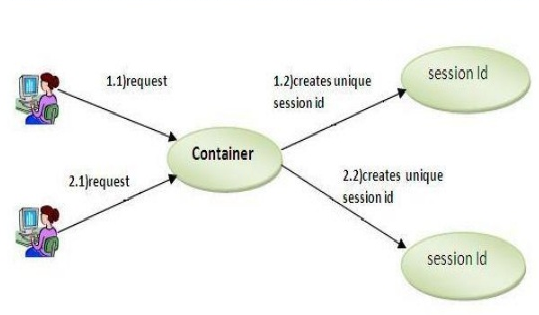 1.1)request
1.2)creates unique
session id
session Id
Container
2.1)request
2.2)creates unique
session id
session Id